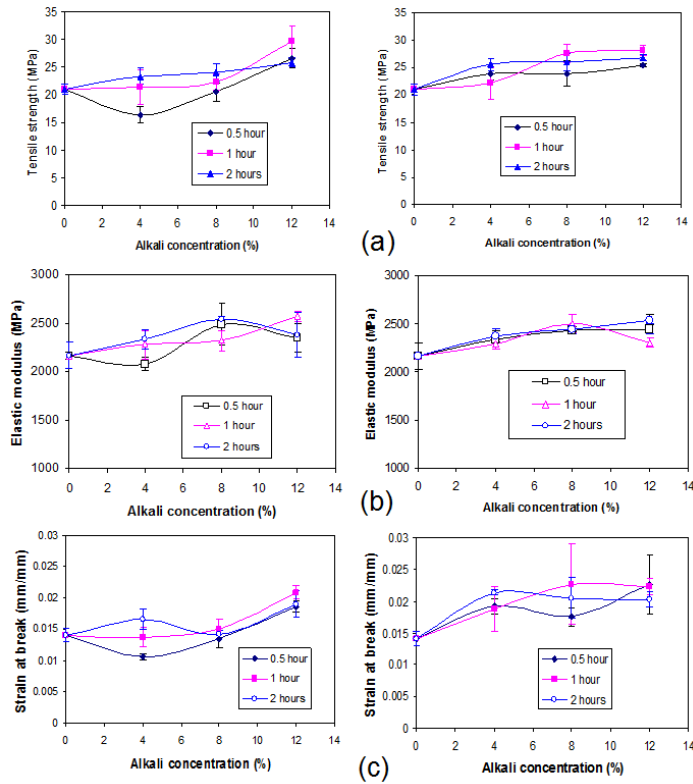 35
30
25
20
15
10
5
0
Tensile strength (MPa)
0 2 4 6 8 10 12 14
Alkali concentration (%)
0.5 hour
1 hour
2 hours
35
30
25
20
15
10
5
0
Tensile strength (MPa)
0 2 4 6 8 10 12 14
Alkali concentration (%)
0.5 hour
1 hour
2 hours
(a)
3000
2500
2000
1500
1000
Elastic modulus (MPa)
0 2 4 6 8 10 12 14
Alkali concentration (%)
0.5 hour
1 hour
2 hours
3000
2500
2000
1500
1000
Elastic modulus (MPa)
0 2 4 6 8 10 12 14
Alkali concentration (%)
0.5 hour
1 hour
2 hours
(b)
0.03
0.025
0.02
0.015
0.01
0.005
0
Strain at break (mm/mm)
0 2 4 6 8 10 12 14
Alkali concentration (%)
0.5 hour
1 hour
2 hours
0.03
0.025
0.02
0.015
0.01
0.005
0
Strain at break (mm/mm)
0 2 4 6 8 10 12 14
Alkali concentration (%)
0.5 hour
1 hour
2 hours
(c)